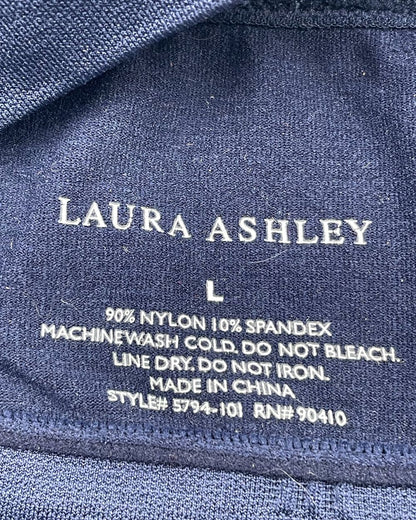 LAURA ASHLEY
L
90% NYLON 10% SPANDEX
MACHINEWASH COLD. DO NOT BLEACH.
LINE DRY. DO NOT IRON.
MADE IN CHINA
STYLE# 5794-101 RN# 90410